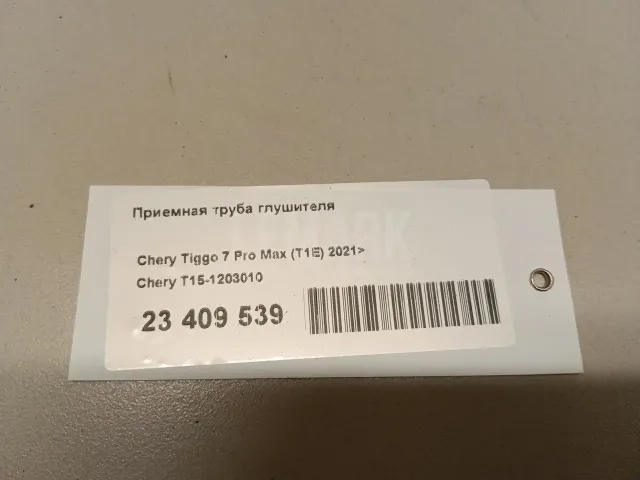 Приемная труба глушителя
Chery Tiggo 7 Pro Max (T1E) 2021>
Chery T15-1203010
23 409 539